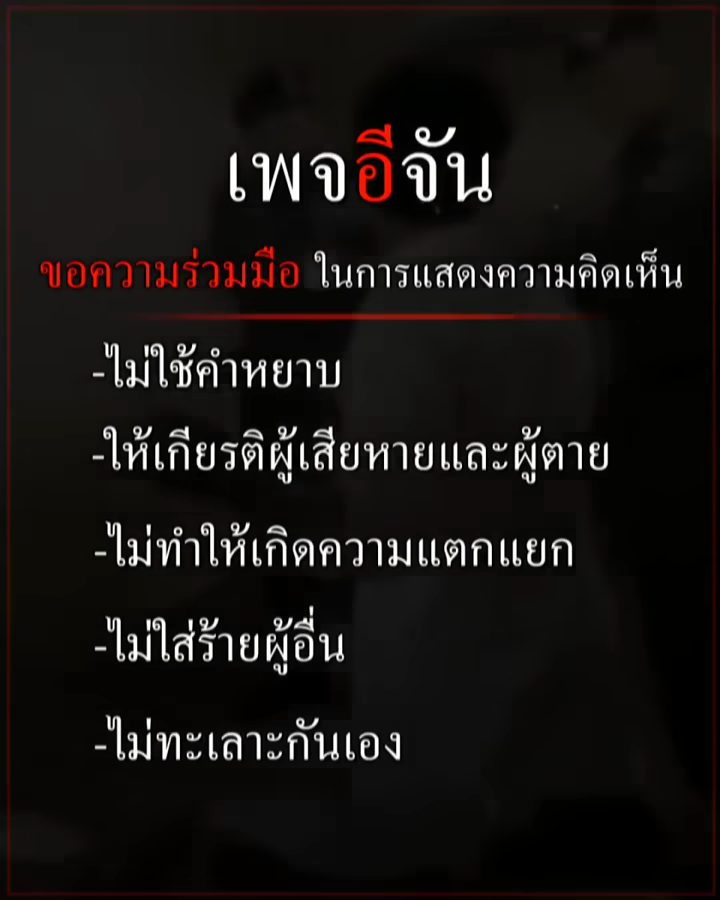 เพจอีจัน
ขอความร่วมมือ ในการแสดงความคิดเห็น
-ไม่ใช้คำหยาบ
-ให้เกียรติผู้เสียหายและผู้ตาย
-ไม่ทำให้เกิดความแตกแยก
-ไม่ใส่ร้ายผู้อื่น
-ไม่ทะเลาะกันเอง